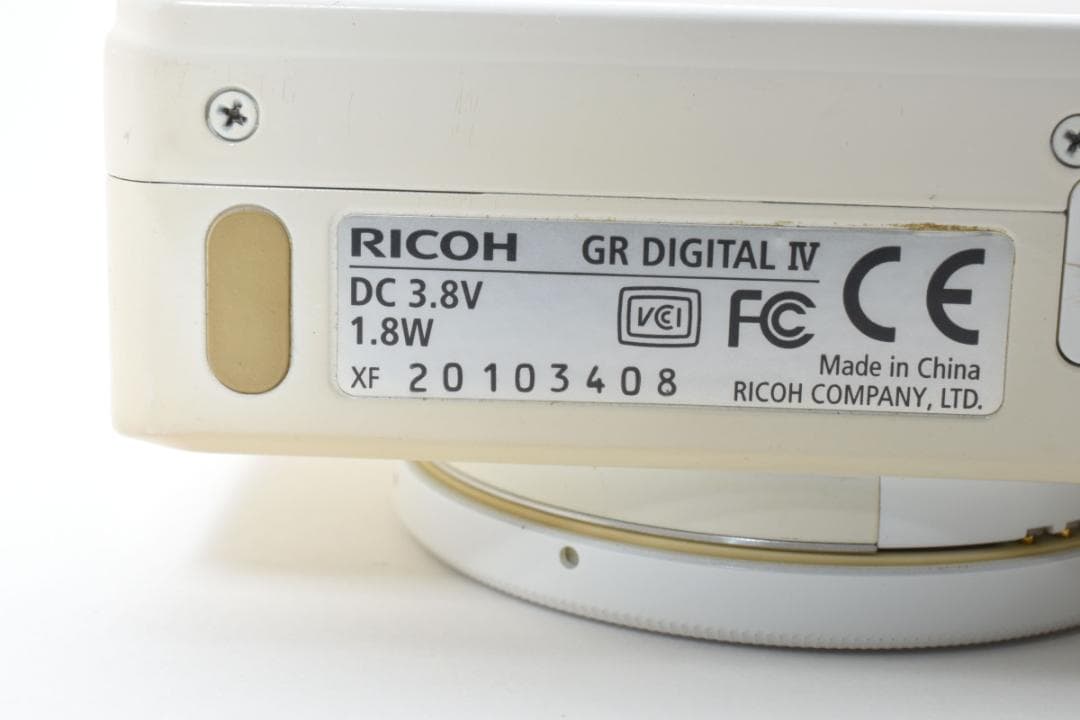 RICOH GR DIGITAL IV
DC 3.8V
1.8W
VCCI FC CE
XF 20103408
Made in China
RICOH COMPANY, LTD.